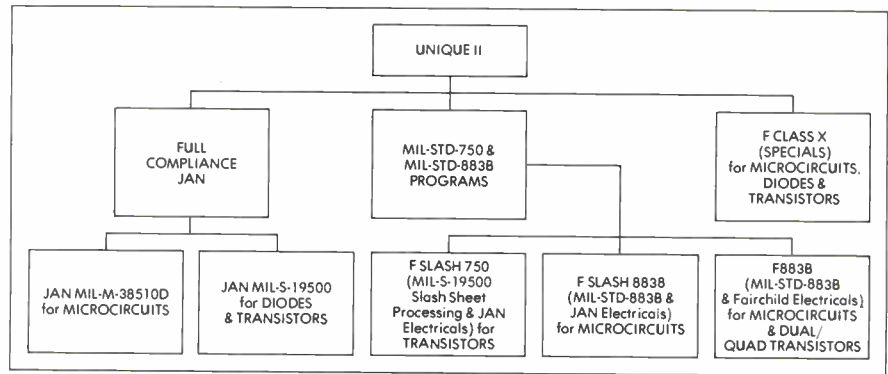 UNIQUE II
FULL
COMPLIANCE
JAN
MIL-STD-750 &
MIL-STD-883B
PROGRAMS
F CLASS X
(SPECIALS)
for MICROCIRCUITS,
DIODES &
TRANSISTORS
JAN MIL-M-38510D
for MICROCIRCUITS
JAN MIL-S-19500
for DIODES
& TRANSISTORS
F SLASH 750
(MIL-S-19500
Slash Sheet
Processing & JAN
Electricals) for
TRANSISTORS
F SLASH 883B
(MIL-STD-883B &
JAN Electricals)
for MICROCIRCUITS
F883B
(MIL-STD-883B
& Fairchild Electricals)
for MICROCIRCUITS
& DUAL/
QUAD TRANSISTORS